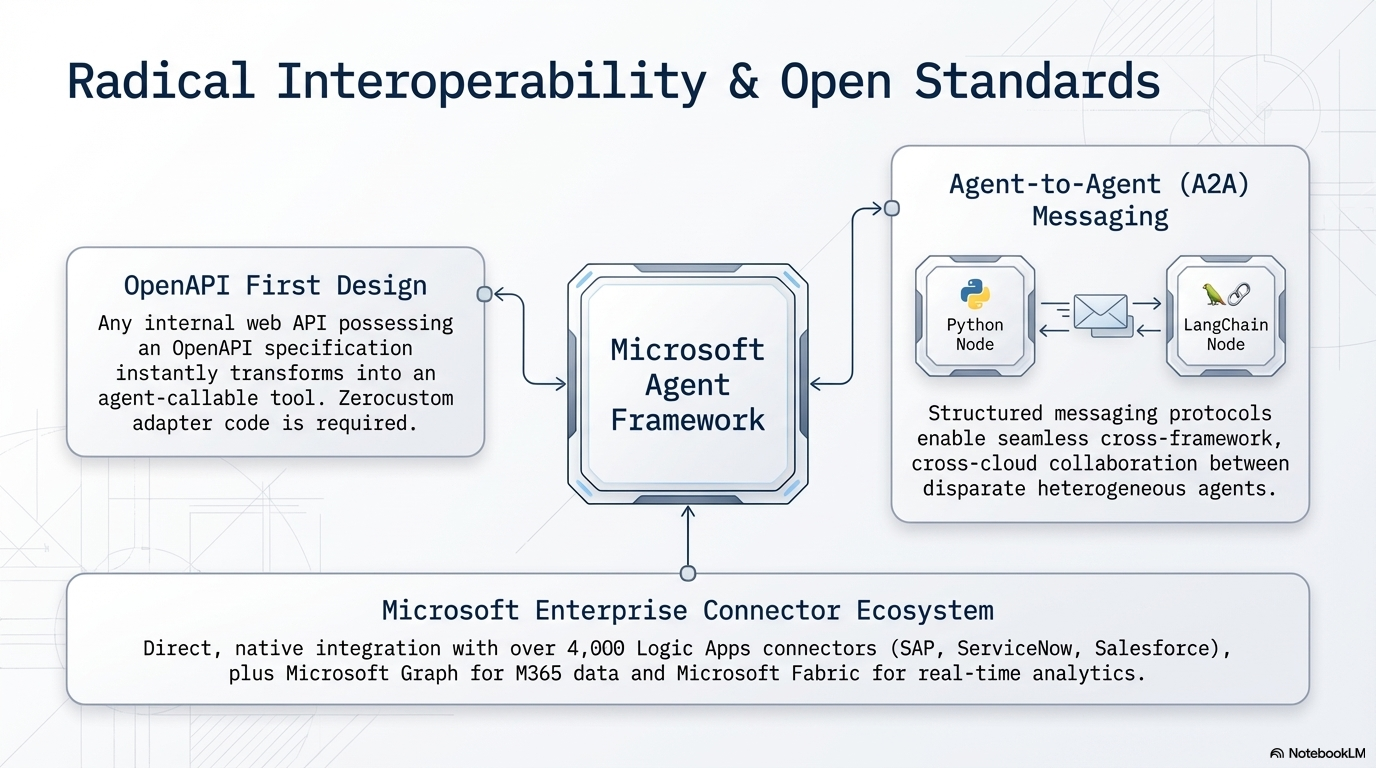 Radical Interoperability & Open Standards
OpenAPI First Design
Any internal web API possessing
an OpenAPI specification
instantly transforms into an
agent-callable tool. Zerocustom
adapter code is required.
Microsoft
Agent
Framework
Agent-to-Agent (A2A)
Messaging
Python
Node
LangChain
Node
Structured messaging protocols
enable seamless cross-framework,
cross-cloud collaboration between
disparate heterogeneous agents.
Microsoft Enterprise Connector Ecosystem
Direct, native integration with over 4,000 Logic Apps connectors (SAP, ServiceNow, Salesforce),
plus Microsoft Graph for M365 data and Microsoft Fabric for real-time analytics.
NotebookLM